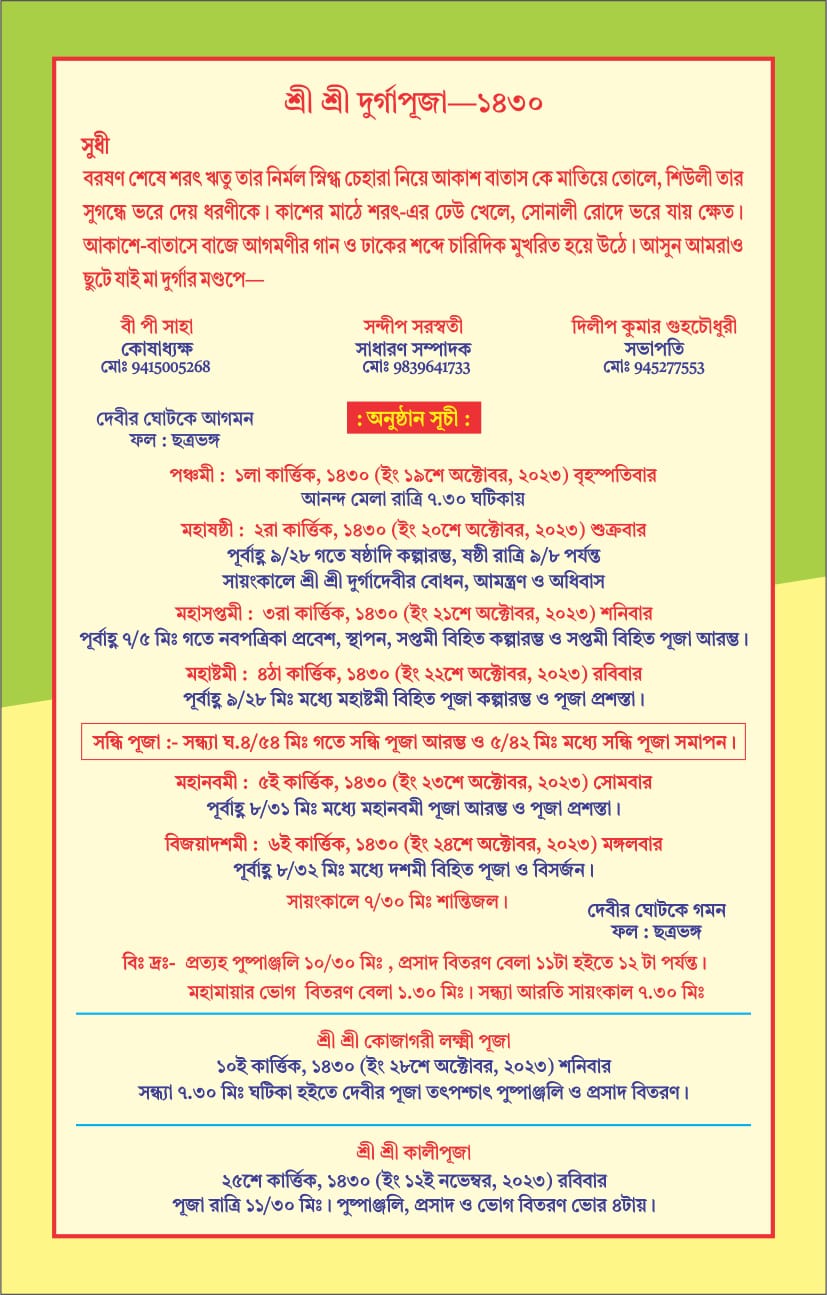 শ্রী শ্রী দুর্গাপূজা—১৪৩০
সুধী
বরষণ শেষে শরৎ ঋতু তার নির্মল স্নিগ্ধ চেহারা নিয়ে আকাশ বাতাস কে মাতিয়ে তোলে, শিউলী তার
সুগন্ধে ভরে দেয় ধরণীকে। কাশের মাঠে শরৎ-এর ঢেউ খেলে, সোনালী রোদে ভরে যায় ক্ষেত।
আকাশে-বাতাসে বাজে আগমণীর গান ও ঢাকের শব্দে চারিদিক মুখরিত হয়ে উঠে। আসুন আমরাও
ছুটে যাই মা দুর্গার মণ্ডপে—
বী পী সাহা
কোষাধ্যক্ষ
মোঃ 9415005268
সন্দীপ সরস্বতী
সাধারণ সম্পাদক
মোঃ 9839641733
দিলীপ কুমার গুহচৌধুরী
সভাপতি
মোঃ 945277553
দেবীর ঘোটকে আগমন
ফল : ছত্রভঙ্গ
: অনুষ্ঠান সূচী :
পঞ্চমী : ১লা কার্ত্তিক, ১৪৩০ (ইং ১৯শে অক্টোবর, ২০২৩) বৃহস্পতিবার
আনন্দ মেলা রাত্রি ৭.৩০ ঘটিকায়
মহাষষ্ঠী : ২রা কার্ত্তিক, ১৪৩০ (ইং ২০শে অক্টোবর, ২০২৩) শুক্রবার
পূর্বাহ্ণ ৯/২৮ গতে ষষ্ঠাদি কল্পারম্ভ, ষষ্ঠী রাত্রি ৯/৮ পর্যন্ত
সায়ংকালে শ্রী শ্রী দুর্গাদেবীর বোধন, আমন্ত্রণ ও অধিবাস
মহাসপ্তমী : ৩রা কার্ত্তিক, ১৪৩০ (ইং ২১শে অক্টোবর, ২০২৩) শনিবার
পূর্বাহ্ণ ৭/৫ মিঃ গতে নবপত্রিকা প্রবেশ, স্থাপন, সপ্তমী বিহিত কল্পারম্ভ ও সপ্তমী বিহিত পূজা আরম্ভ।
মহাষ্টমী : ৪ঠা কার্ত্তিক, ১৪৩০ (ইং ২২শে অক্টোবর, ২০২৩) রবিবার
পূর্বাহ্ণ ৯/২৮ মিঃ মধ্যে মহাষ্টমী বিহিত পূজা কল্পারম্ভ ও পূজা প্রশস্তা।
সন্ধি পূজা :- সন্ধ্যা ঘ.৪/৫৪ মিঃ গতে সন্ধি পূজা আরম্ভ ও ৫/৪২ মিঃ মধ্যে সন্ধি পূজা সমাপন।
মহানবমী : ৫ই কার্ত্তিক, ১৪৩০ (ইং ২৩শে অক্টোবর, ২০২৩) সোমবার
পূর্বাহ্ণ ৮/৩১ মিঃ মধ্যে মহানবমী পূজা আরম্ভ ও পূজা প্রশস্তা।
বিজয়াদশমী : ৬ই কার্ত্তিক, ১৪৩০ (ইং ২৪শে অক্টোবর, ২০২৩) মঙ্গলবার
পূর্বাহ্ণ ৮/৩২ মিঃ মধ্যে দশমী বিহিত পূজা ও বিসর্জন।
সায়ংকালে ৭/৩০ মিঃ শান্তিজল।
দেবীর ঘোটকে গমন
ফল : ছত্রভঙ্গ
বিঃ দ্রঃ- প্রত্যহ পুষ্পাঞ্জলি ১০/৩০ মিঃ , প্রসাদ বিতরণ বেলা ১১টা হইতে ১২ টা পর্যন্ত।
মহামায়ার ভোগ বিতরণ বেলা ১.৩০ মিঃ। সন্ধ্যা আরতি সায়ংকাল ৭.৩০ মিঃ
শ্রী শ্রী কোজাগরী লক্ষ্মী পূজা
১০ই কার্ত্তিক, ১৪৩০ (ইং ২৮শে অক্টোবর, ২০২৩) শনিবার
সন্ধ্যা ৭.৩০ মিঃ ঘটিকা হইতে দেবীর পূজা তৎপশ্চাৎ পুষ্পাঞ্জলি ও প্রসাদ বিতরণ।
শ্রী শ্রী কালীপূজা
২৫শে কার্ত্তিক, ১৪৩০ (ইং ১২ই নভেম্বর, ২০২৩) রবিবার
পূজা রাত্রি ১১/৩০ মিঃ। পুষ্পাঞ্জলি, প্রসাদ ও ভোগ বিতরণ ভোর ৪টায়।